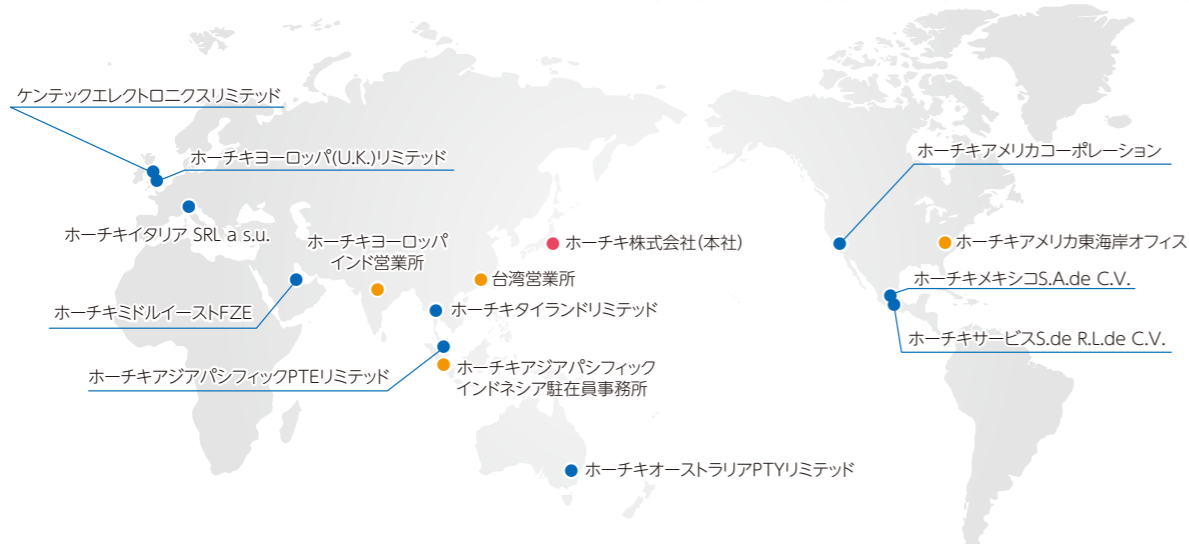 ケンテックエレクトロニクスリミテッド
ホーチキヨーロッパ(U.K.)リミテッド
ホーチキイタリア SRL a s.u.
ホーチキヨーロッパ
インド営業所
ホーチキミドルイーストFZE
ホーチキ株式会社(本社)
台湾営業所
ホーチキタイランドリミテッド
ホーチキアジアパシフィックPTEリミテッド
ホーチキアジアパシフィック
インドネシア駐在員事務所
ホーチキオーストラリアPTYリミテッド
ホーチキアメリカコーポレーション
ホーチキアメリカ東海岸オフィス
ホーチキメキシコS.A.de C.V.
ホーチキサービスS.de R.L.de C.V.